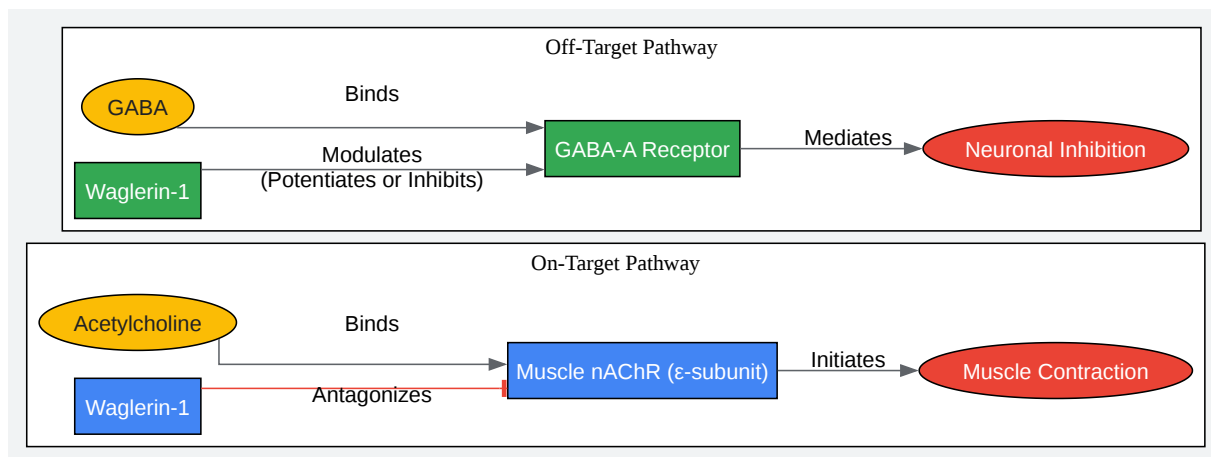 Off-Target Pathway
GABA
Binds
Waglerin-1
Modulates
(Potentiates or Inhibits)
GABA-A Receptor
Mediates
Neuronal Inhibition
On-Target Pathway
Acetylcholine
Binds
Waglerin-1
Antagonizes
Muscle nAChR (ε-subunit)
Initiates
Muscle Contraction